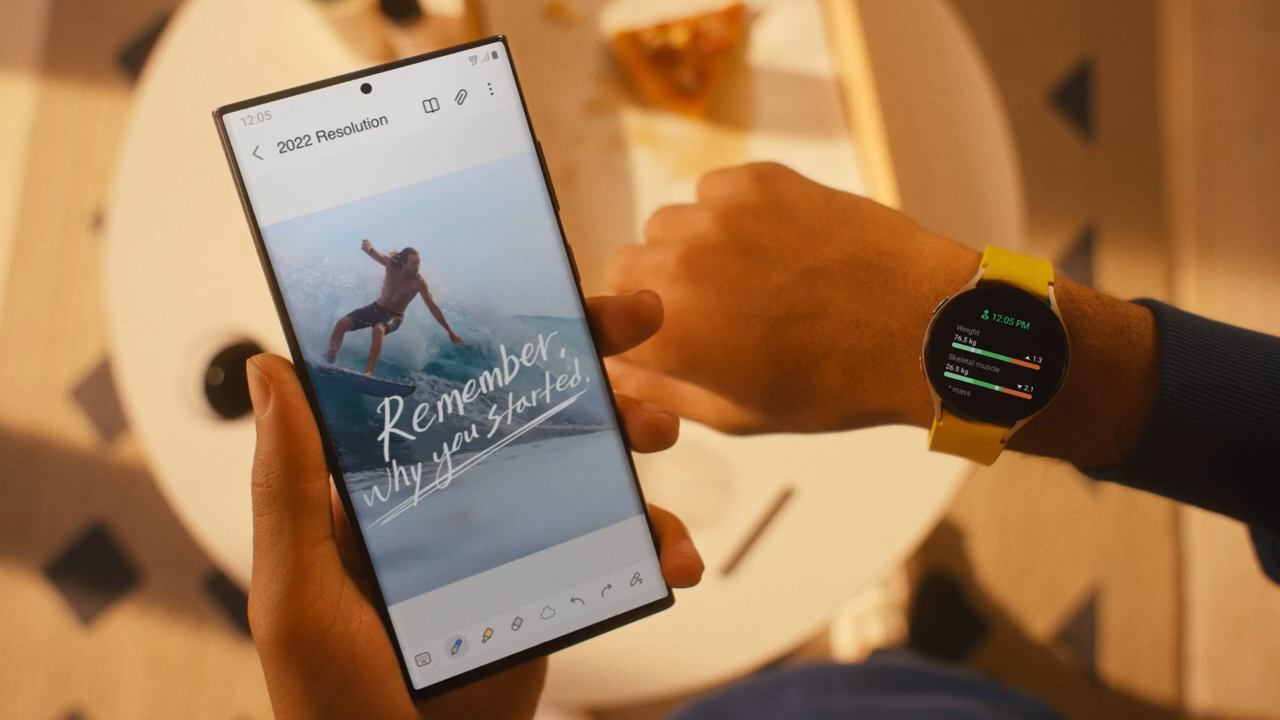 12:05
2022 Resolution
Remember,
Why you started.
12:05 PM
Weight
76.5 kg
▲ 1.3
Skeletal muscle
26.5 kg
▼ 2.1
* mass